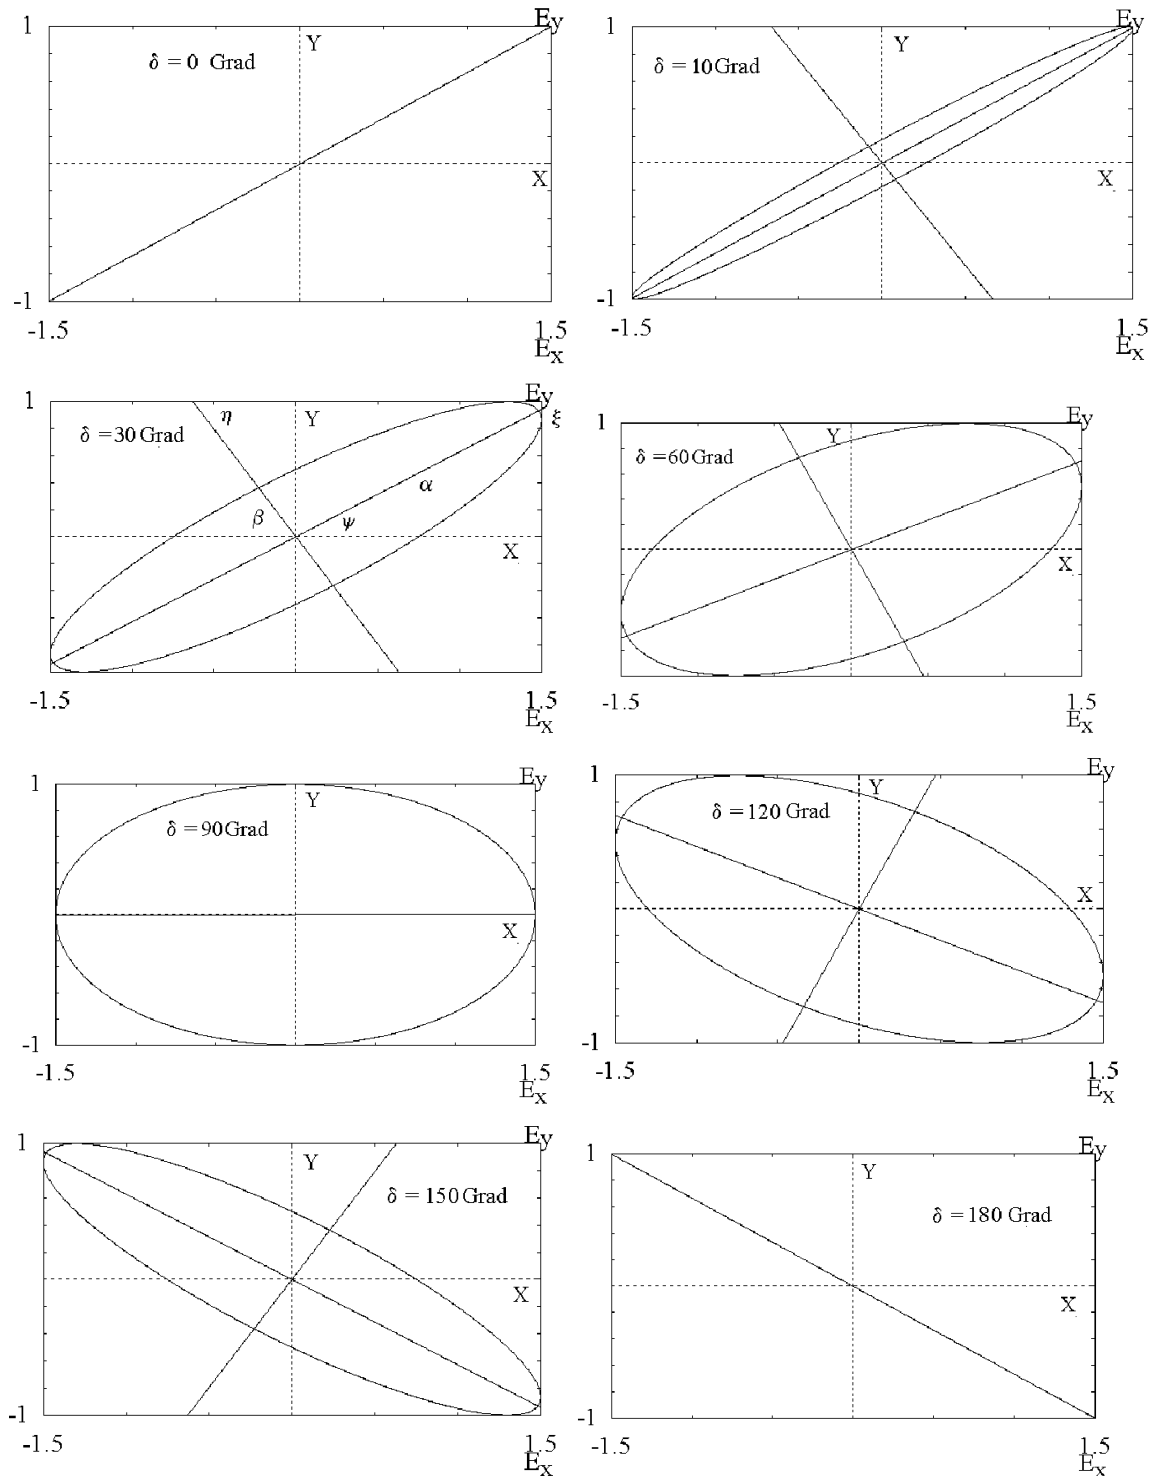 1
Ey
Y
δ = 0 Grad
X
-1
-1.5
1.5
Ex
1
Ey
Y
δ = 10 Grad
X
-1
-1.5
1.5
Ex
1
Ey
η
Y
ξ
δ = 30 Grad
α
β
ψ
X
-1.5
1.5
Ex
1
Ey
Y
δ = 60 Grad
X
-1.5
1.5
Ex
1
Ey
Y
δ = 90 Grad
X
-1
-1.5
1.5
Ex
1
Ey
Y
δ = 120 Grad
X
-1
-1.5
1.5
Ex
1
Ey
Y
δ = 150 Grad
X
-1
-1.5
1.5
Ex
1
Ey
Y
δ = 180 Grad
X
-1
-1.5
1.5
Ex